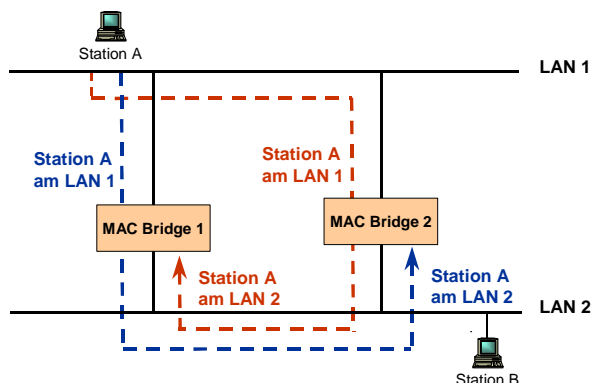 Station A
LAN 1
Station A
am LAN 1
Station A
am LAN 1
MAC Bridge 1
MAC Bridge 2
Station A
am LAN 2
Station A
am LAN 2
LAN 2
Station B